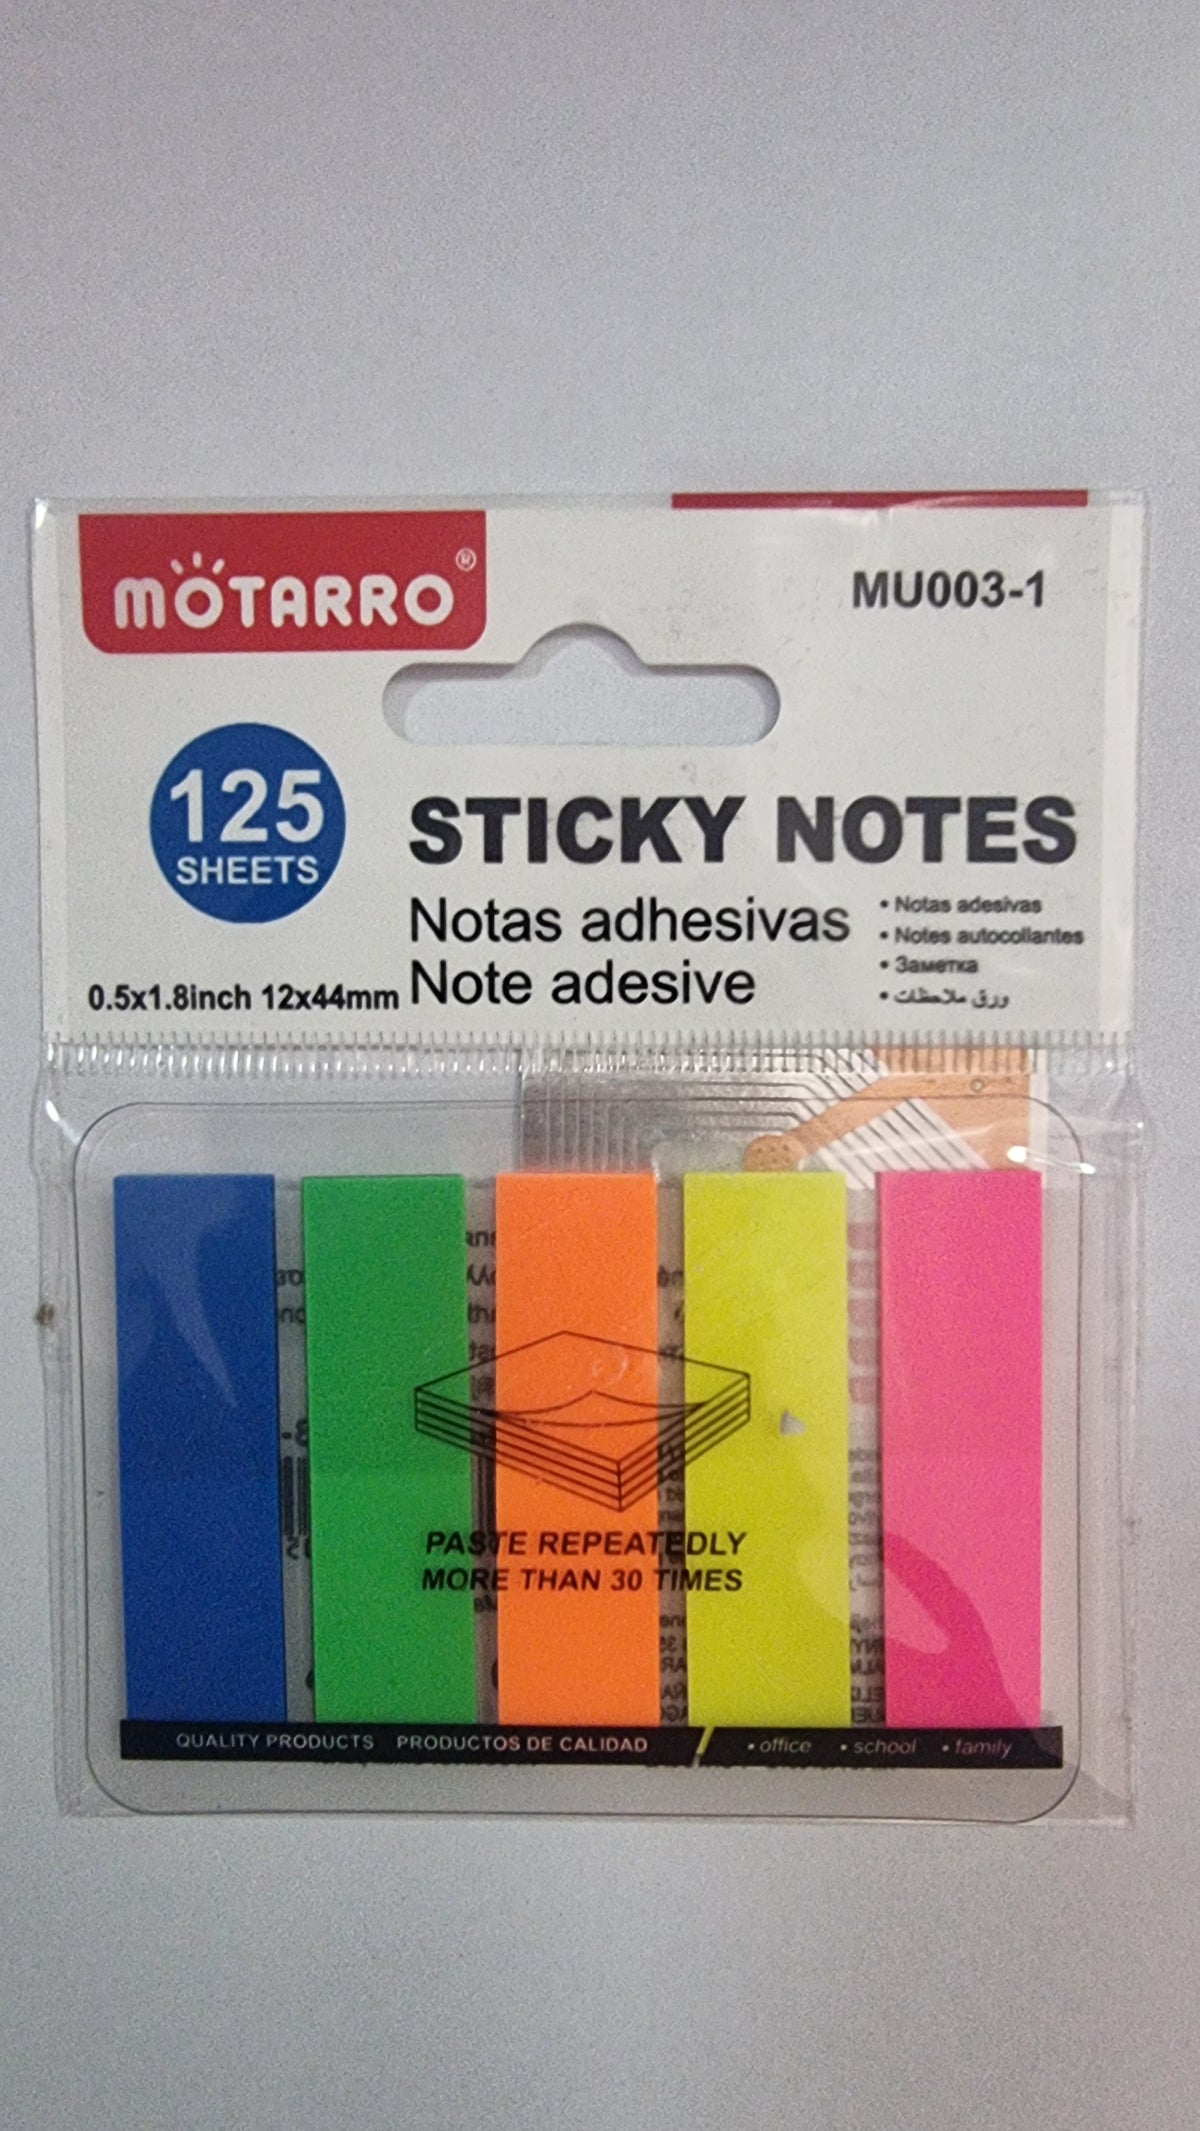 MOTARRO®
MU003-1
125
SHEETS
STICKY NOTES
Notas adhesivas
Note adesive
• Notas adesivas
• Notes autocollantes
• Заметка
• ورق ملاحظات
0.5x1.8inch 12x44mm
PASTE REPEATEDLY
MORE THAN 30 TIMES
QUALITY PRODUCTS PRODUCTOS DE CALIDAD
• office • school • family